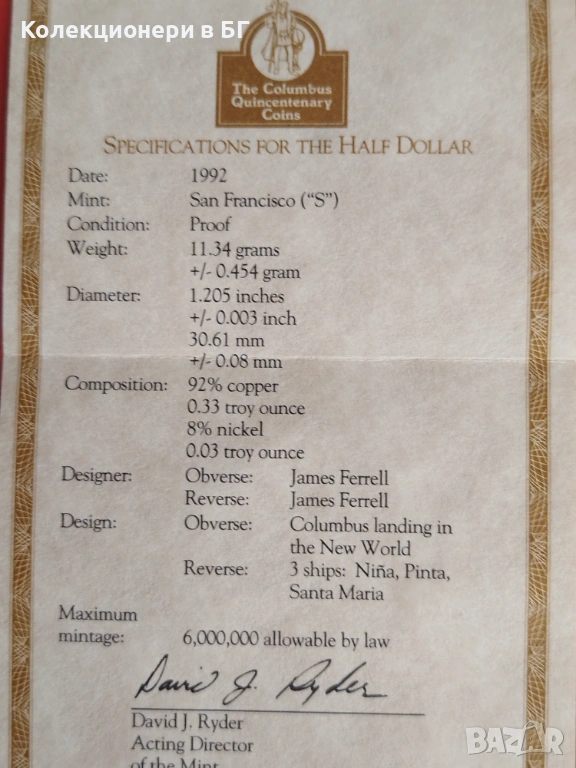 Колекционери в БГ
The Columbus
Quincentenary
Coins
SPECIFICATIONS FOR THE HALF DOLLAR
Date: 1992
Mint: San Francisco ("S")
Condition: Proof
Weight: 11.34 grams
+/- 0.454 gram
Diameter: 1.205 inches
+/- 0.003 inch
30.61 mm
+/- 0.08 mm
Composition: 92% copper
0.33 troy ounce
8% nickel
0.03 troy ounce
Designer: Obverse: James Ferrell
Reverse: James Ferrell
Design: Obverse: Columbus landing in
the New World
Reverse: 3 ships: Niña, Pinta,
Santa Maria
Maximum
mintage: 6,000,000 allowable by law
David J. Ryder
David J. Ryder
Acting Director
of the Mint
BAZAR